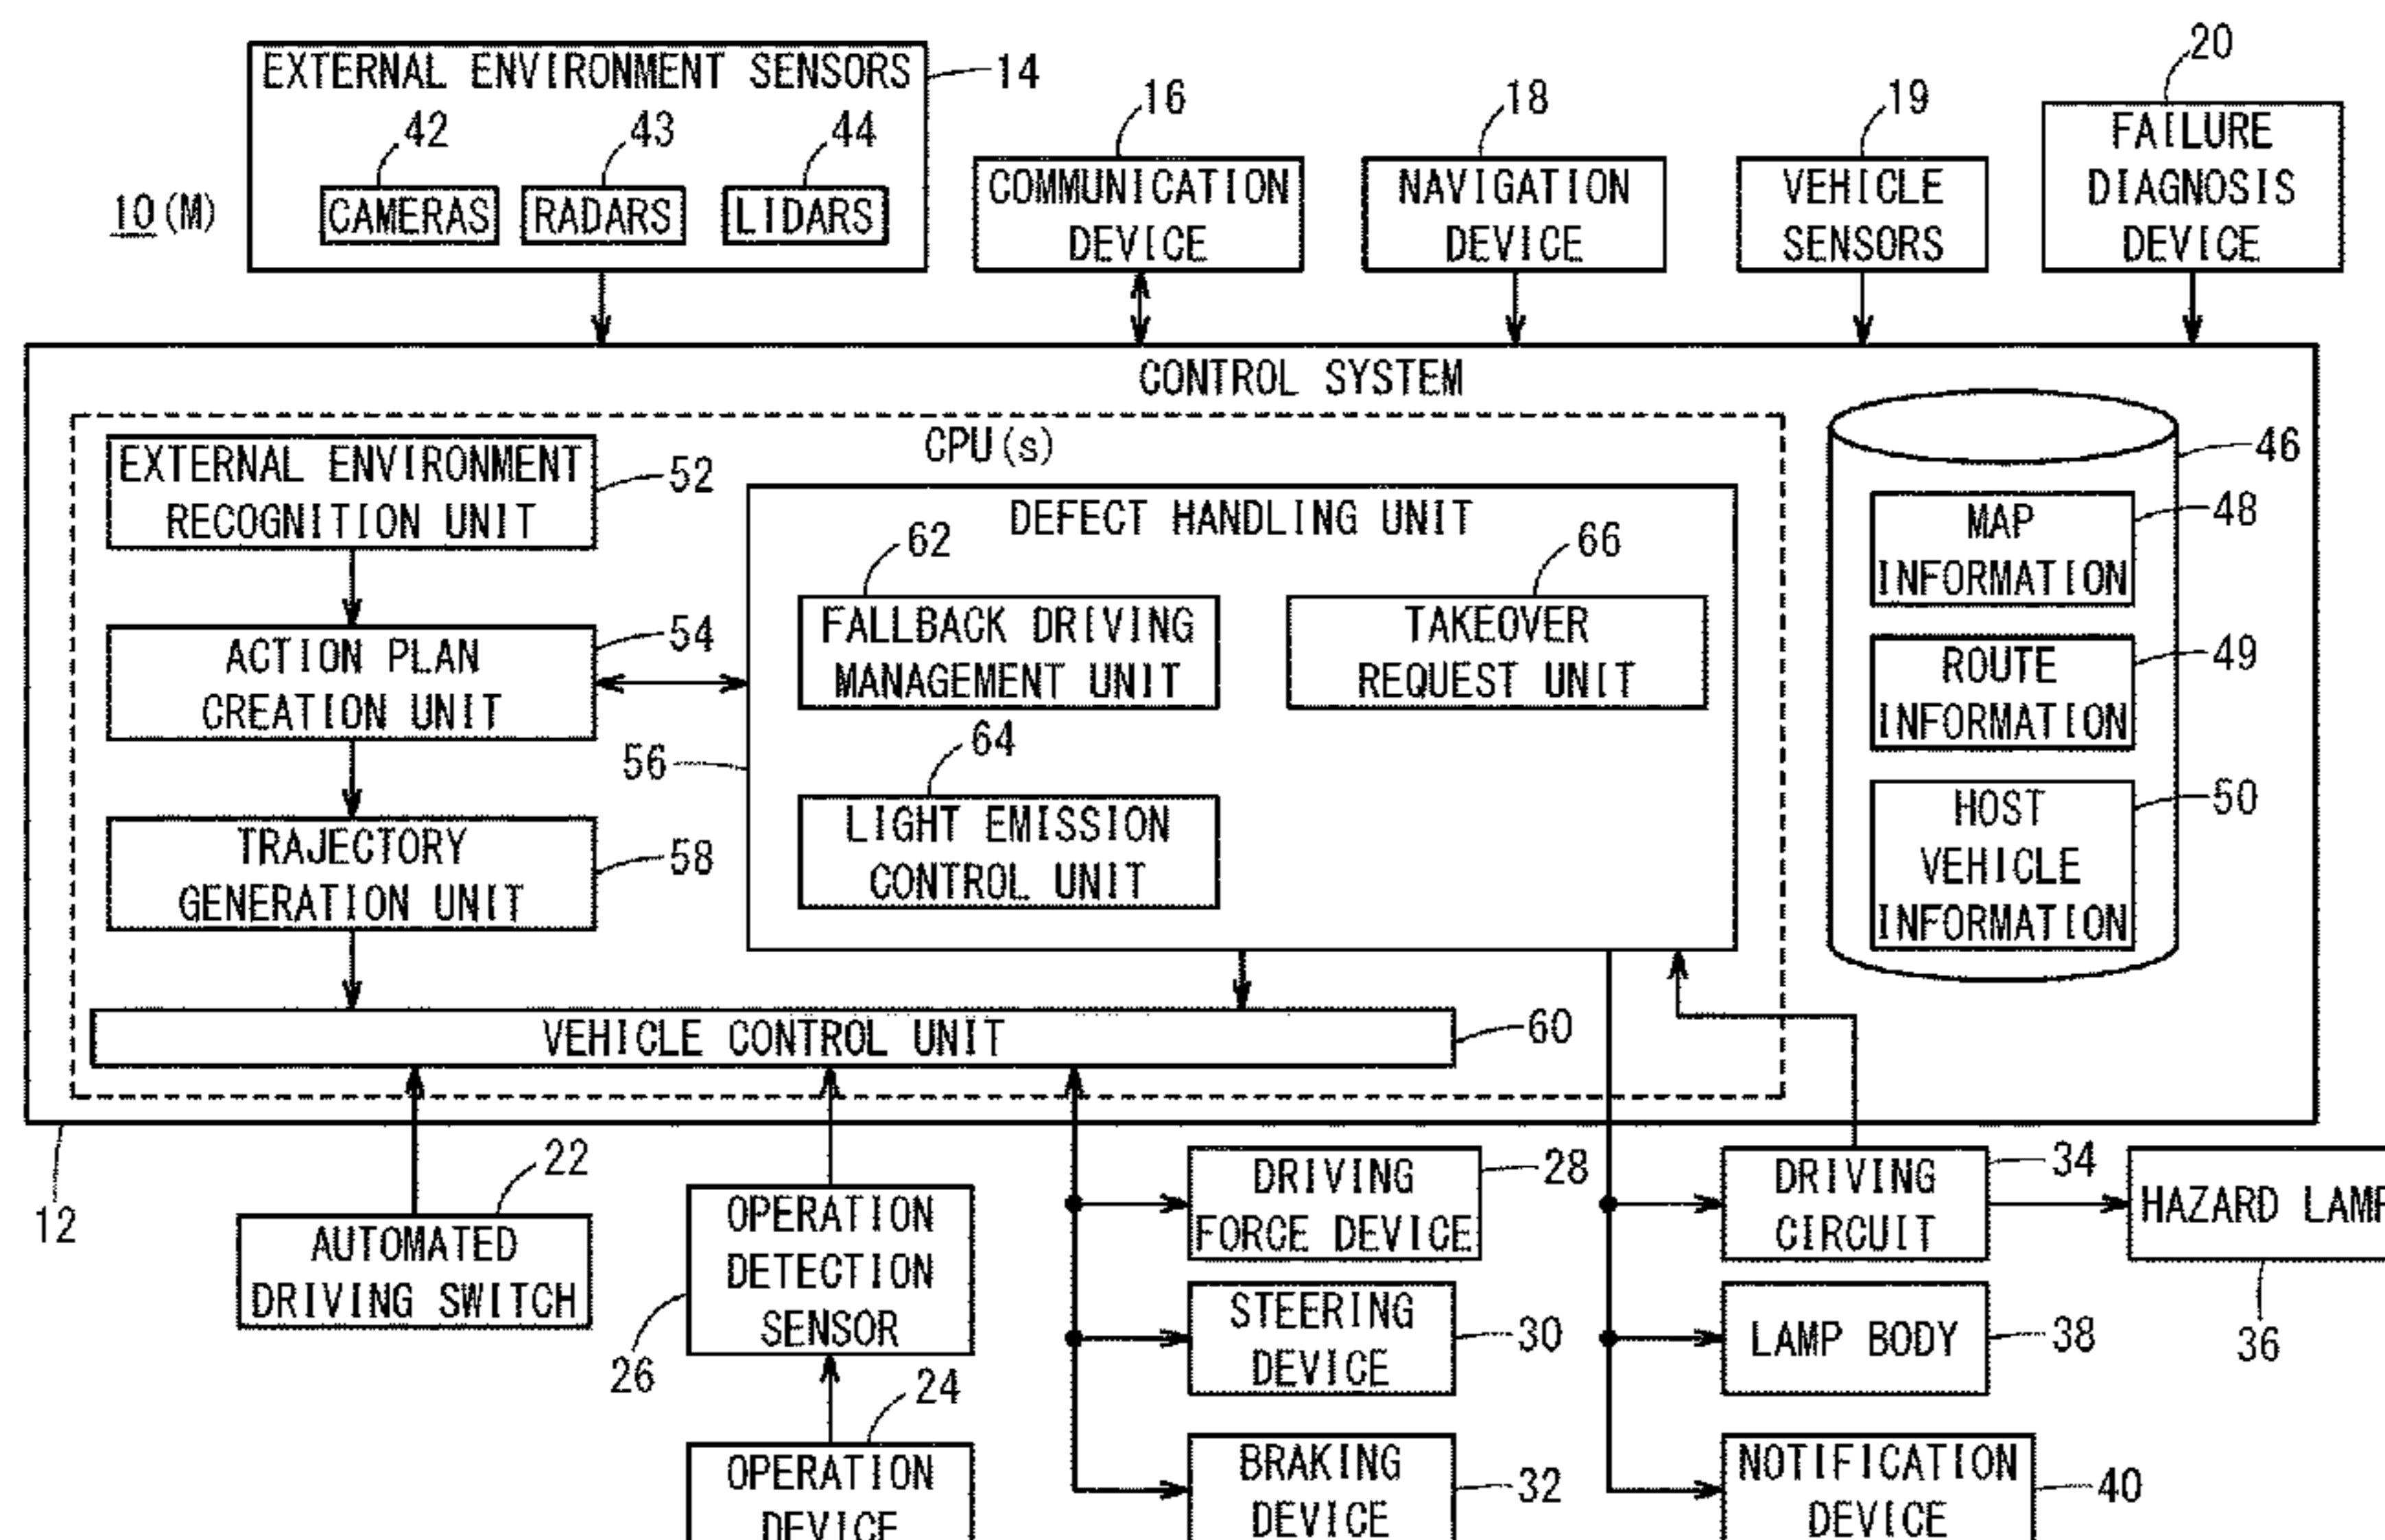 EXTERNAL ENVIRONMENT SENSORS
14
42
43
44
CAMERAS
RADARS
LIDARS
10(M)
16
COMMUNICATION
DEVICE
18
NAVIGATION
DEVICE
19
VEHICLE
SENSORS
20
FAILURE
DIAGNOSIS
DEVICE
CONTROL SYSTEM
CPU(s)
EXTERNAL ENVIRONMENT
RECOGNITION UNIT
52
ACTION PLAN
CREATION UNIT
54
TRAJECTORY
GENERATION UNIT
58
DEFECT HANDLING UNIT
56
62
FALLBACK DRIVING
MANAGEMENT UNIT
66
TAKEOVER
REQUEST UNIT
64
LIGHT EMISSION
CONTROL UNIT
46
MAP
INFORMATION
48
ROUTE
INFORMATION
49
HOST
VEHICLE
INFORMATION
50
VEHICLE CONTROL UNIT
60
12
22
AUTOMATED
DRIVING SWITCH
OPERATION
DETECTION
SENSOR
26
24
OPERATION
DEVICE
DRIVING
FORCE DEVICE
28
STEERING
DEVICE
30
BRAKING
DEVICE
32
DRIVING
CIRCUIT
34
HAZARD LAMP
36
LAMP BODY
38
NOTIFICATION
DEVICE
40